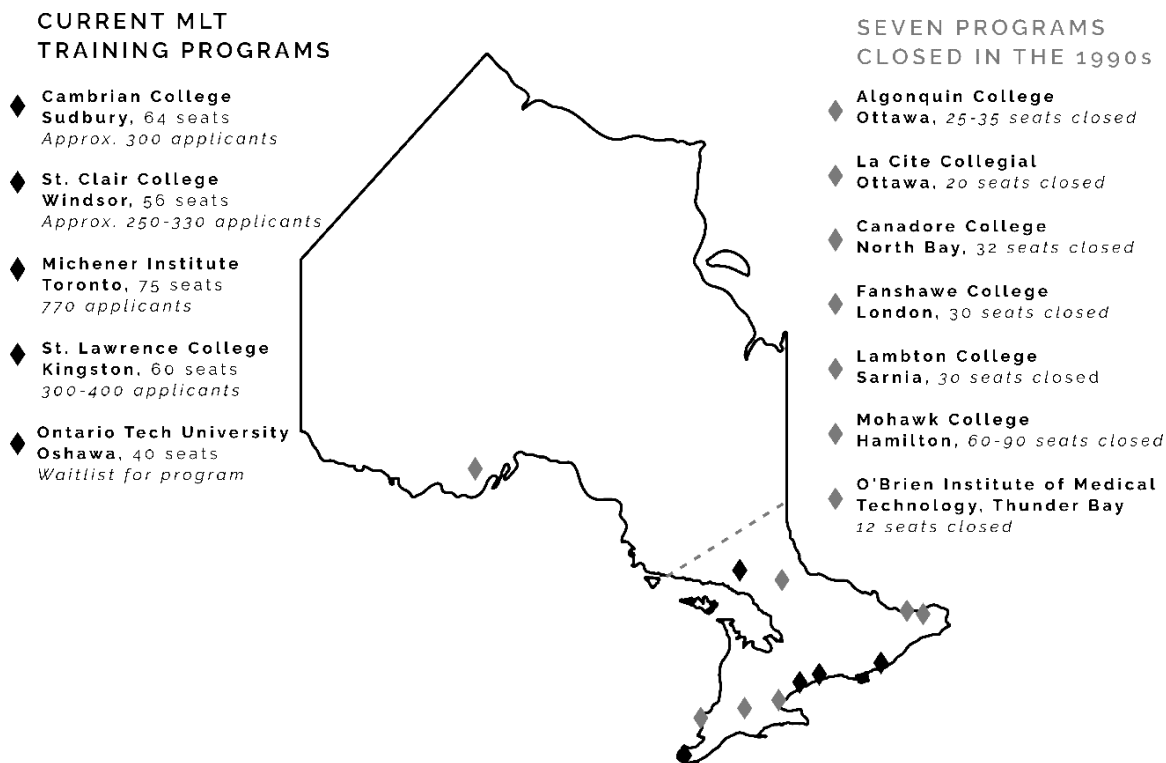 CURRENT MLT
TRAINING PROGRAMS
Cambrian College
Sudbury, 64 seats
Approx. 300 applicants
St. Clair College
Windsor, 56 seats
Approx. 250-330 applicants
Michener Institute
Toronto, 75 seats
770 applicants
St. Lawrence College
Kingston, 60 seats
300-400 applicants
Ontario Tech University
Oshawa, 40 seats
Waitlist for program
SEVEN PROGRAMS
CLOSED IN THE 1990s
Algonquin College
Ottawa, 25-35 seats closed
La Cite Collegial
Ottawa, 20 seats closed
Canadore College
North Bay, 32 seats closed
Fanshawe College
London, 30 seats closed
Lambton College
Sarnia, 30 seats closed
Mohawk College
Hamilton, 60-90 seats closed
O'Brien Institute of Medical
Technology, Thunder Bay
12 seats closed